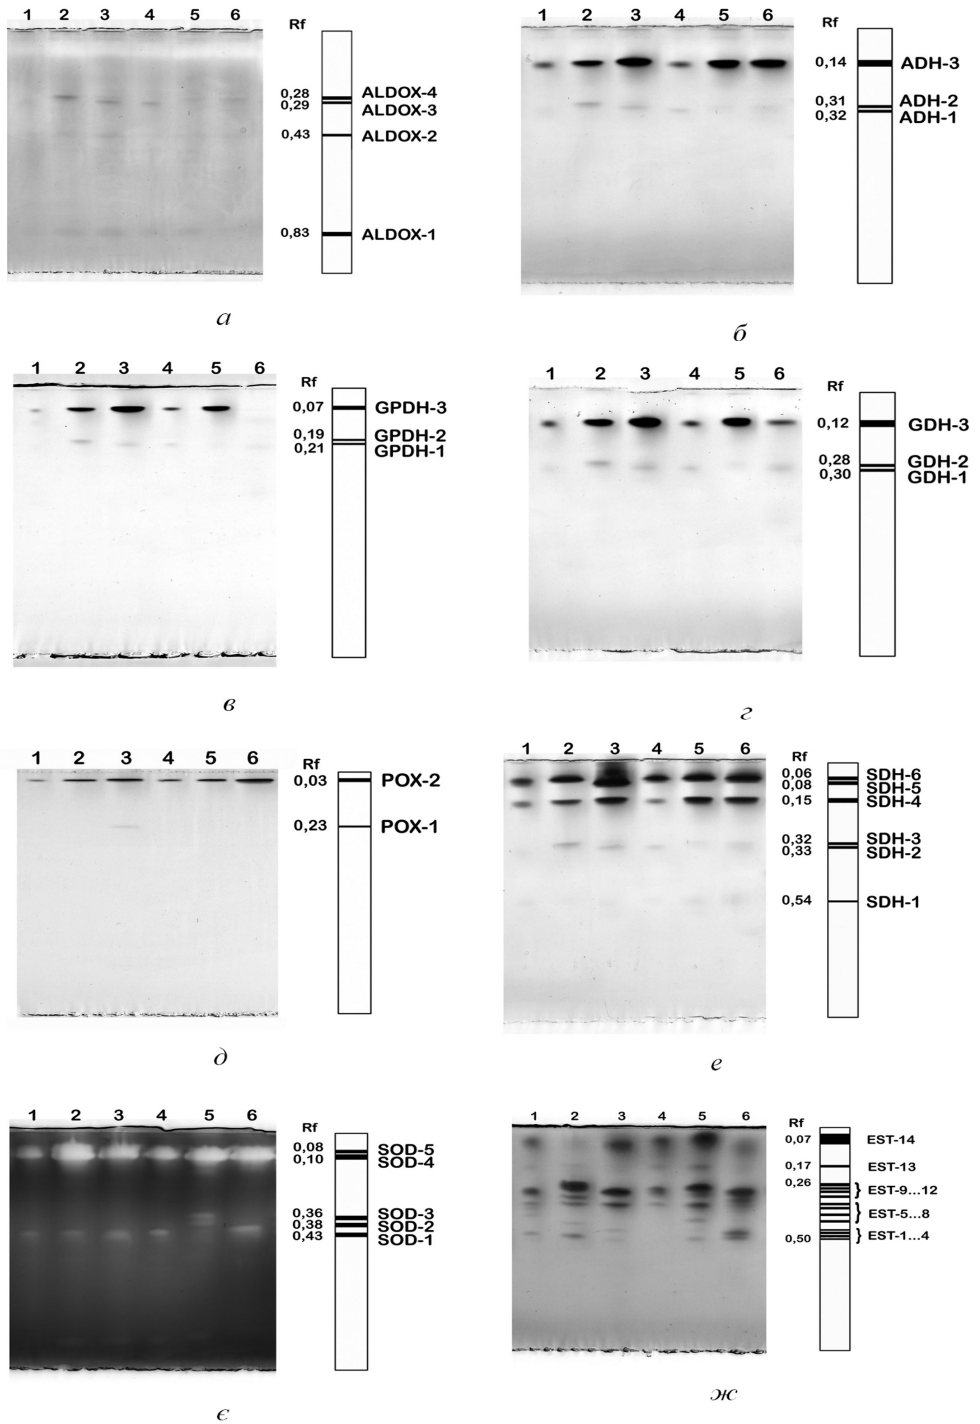 1 2 3 4 5 6
Rf
0,28 ALDOX-4
0,29 ALDOX-3
0,43 ALDOX-2
0,83 ALDOX-1
а
1 2 3 4 5 6
Rf
0,14 ADH-3
0,31 ADH-2
0,32 ADH-1
б
1 2 3 4 5 6
Rf
0,07 GPDH-3
0,19 GPDH-2
0,21 GPDH-1
в
1 2 3 4 5 6
Rf
0,12 GDH-3
0,28 GDH-2
0,30 GDH-1
г
1 2 3 4 5 6
Rf
0,03 POX-2
0,23 POX-1
д
1 2 3 4 5 6
Rf
0,06 SDH-6
0,08 SDH-5
0,15 SDH-4
0,32 SDH-3
0,33 SDH-2
0,54 SDH-1
е
1 2 3 4 5 6
Rf
0,08 SOD-5
0,10 SOD-4
0,36 SOD-3
0,38 SOD-2
0,43 SOD-1
є
1 2 3 4 5 6
Rf
0,07 EST-14
0,17 EST-13
0,26 } EST-9...12
} EST-5...8
0,50 } EST-1...4
ж